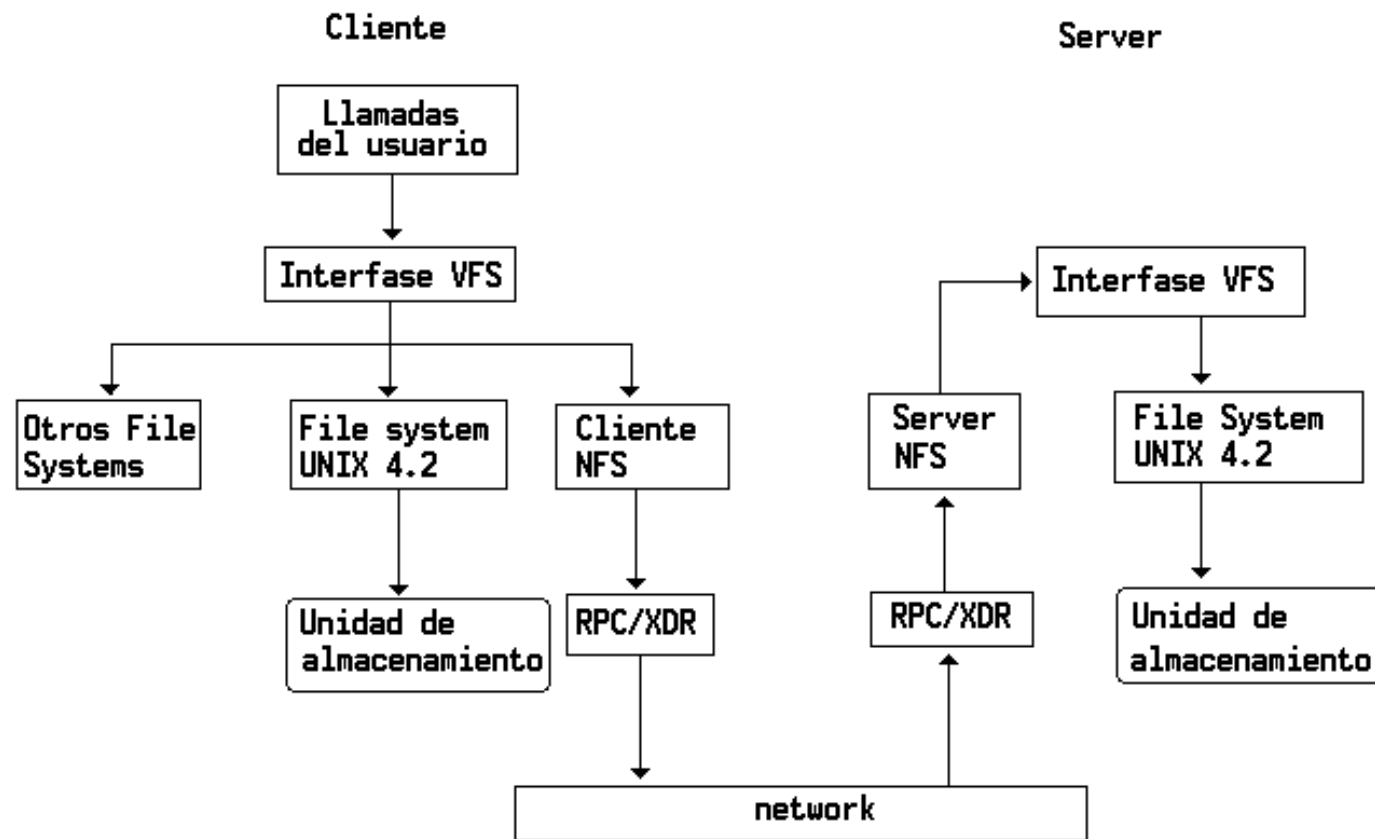 Cliente
Server
Llamadas
del usuario
Interfase VFS
Interfase VFS
Otros File
Systems
File system
UNIX 4.2
Cliente
NFS
Server
NFS
File System
UNIX 4.2
Unidad de
almacenamiento
RPC/XDR
RPC/XDR
Unidad de
almacenamiento
network